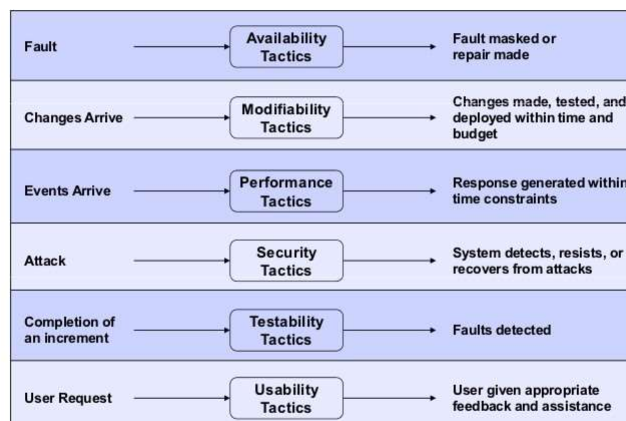 Fault
Availability
Tactics
Fault masked or
repair made
Changes Arrive
Modifiability
Tactics
Changes made, tested, and
deployed within time and
budget
Events Arrive
Performance
Tactics
Response generated within
time constraints
Attack
Security
Tactics
System detects, resists, or
recovers from attacks
Completion of
an increment
Testability
Tactics
Faults detected
User Request
Usability
Tactics
User given appropriate
feedback and assistance